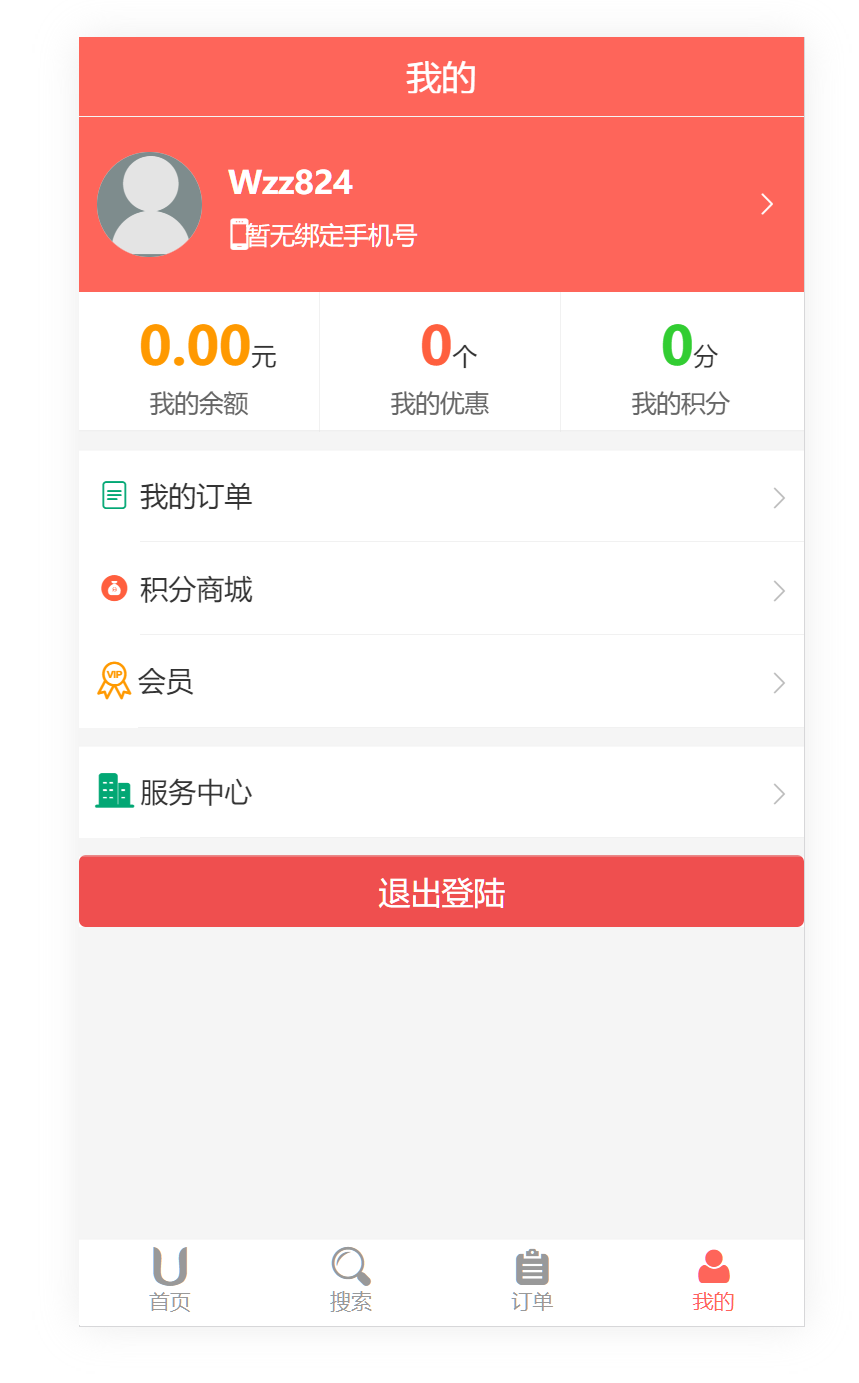 我的
Wzz824
暂无绑定手机号
0.00元
我的余额
0个
我的优惠
0分
我的积分
我的订单
积分商城
VIP
会员
服务中心
退出登陆
首页
搜索
订单
我的